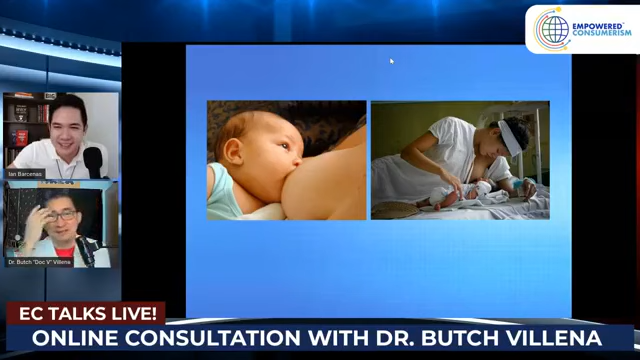 EMPOWERED
CONSUMERISM
Ian Barcenas
Dr. Butch "Doc V" Villena
EC TALKS LIVE!
ONLINE CONSULTATION WITH DR. BUTCH VILLENA